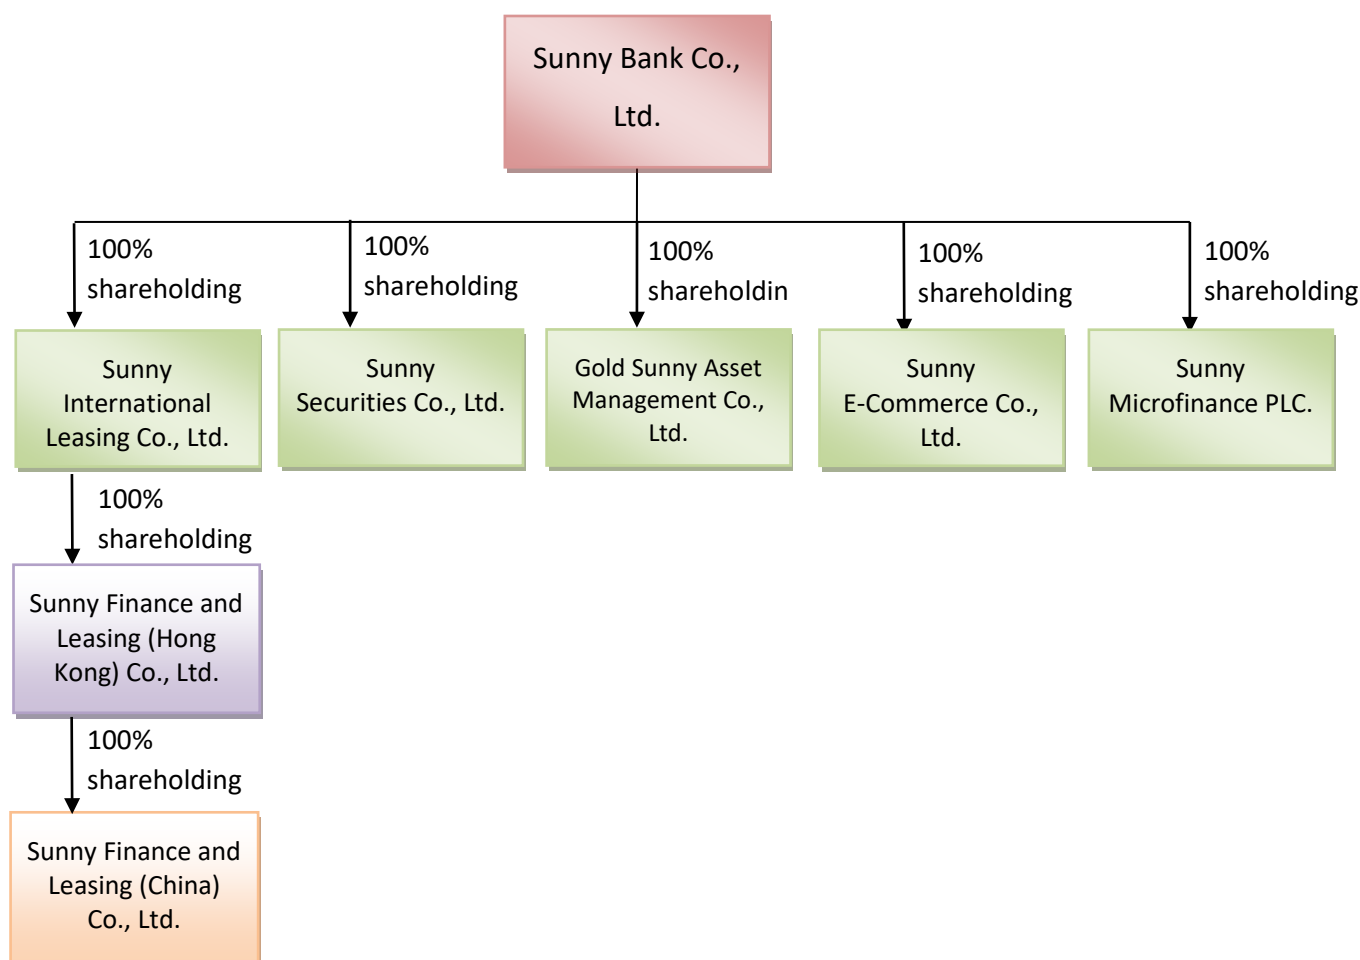 Sunny Bank Co.,
Ltd.
100%
shareholding
100%
shareholding
100%
shareholdin
100%
shareholding
100%
shareholding
Sunny
International
Leasing Co., Ltd.
Sunny
Securities Co., Ltd.
Gold Sunny Asset
Management Co.,
Ltd.
Sunny
E-Commerce Co.,
Ltd.
Sunny
Microfinance PLC.
100%
shareholding
Sunny Finance and
Leasing (Hong
Kong) Co., Ltd.
100%
shareholding
Sunny Finance and
Leasing (China)
Co., Ltd.